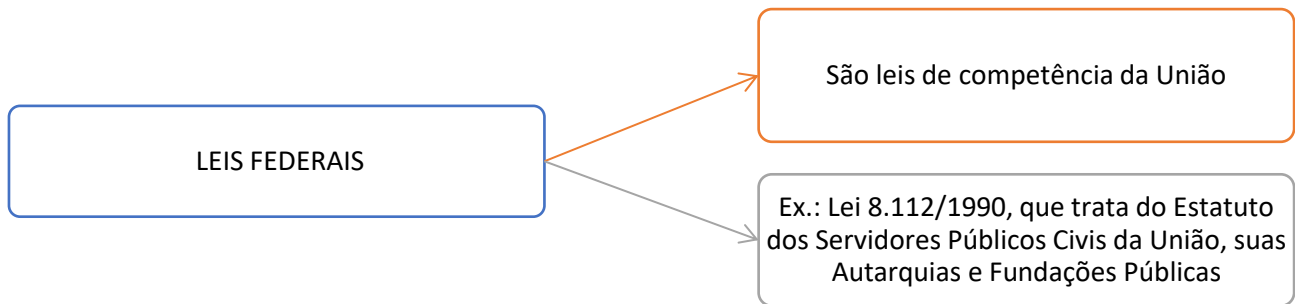 LEIS FEDERAIS
São leis de competência da União
Ex.: Lei 8.112/1990, que trata do Estatuto
dos Servidores Públicos Civis da União, suas
Autarquias e Fundações Públicas